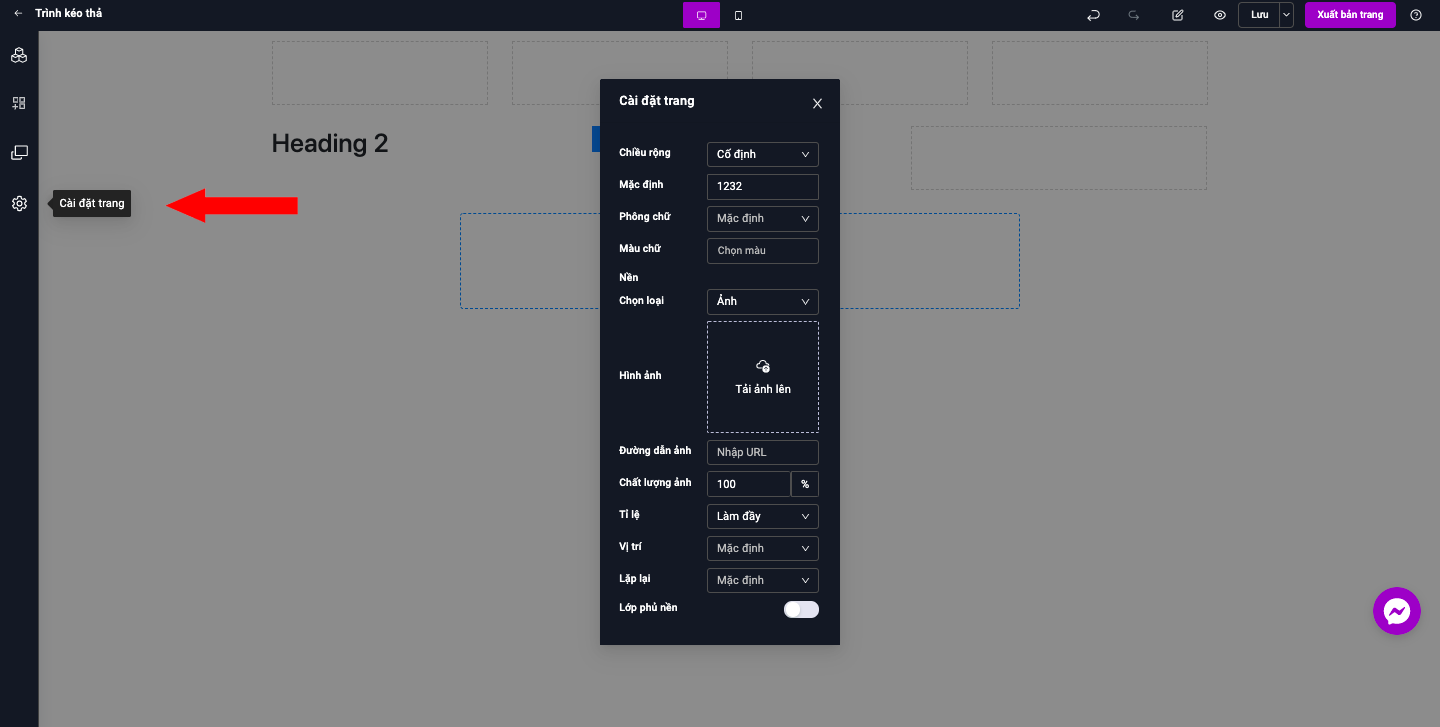 Trình kéo thả
Lưu
Xuất bản trang
Cài đặt trang
Heading 2
Cài đặt trang
Chiều rộng
Cố định
Mặc định
1232
Phông chữ
Mặc định
Màu chữ
Chọn màu
Nền
Chọn loại
Ảnh
Hình ảnh
Tải ảnh lên
Đường dẫn ảnh
Nhập URL
Chất lượng ảnh
100
%
Tỉ lệ
Làm đầy
Vị trí
Mặc định
Lặp lại
Mặc định
Lớp phủ nền